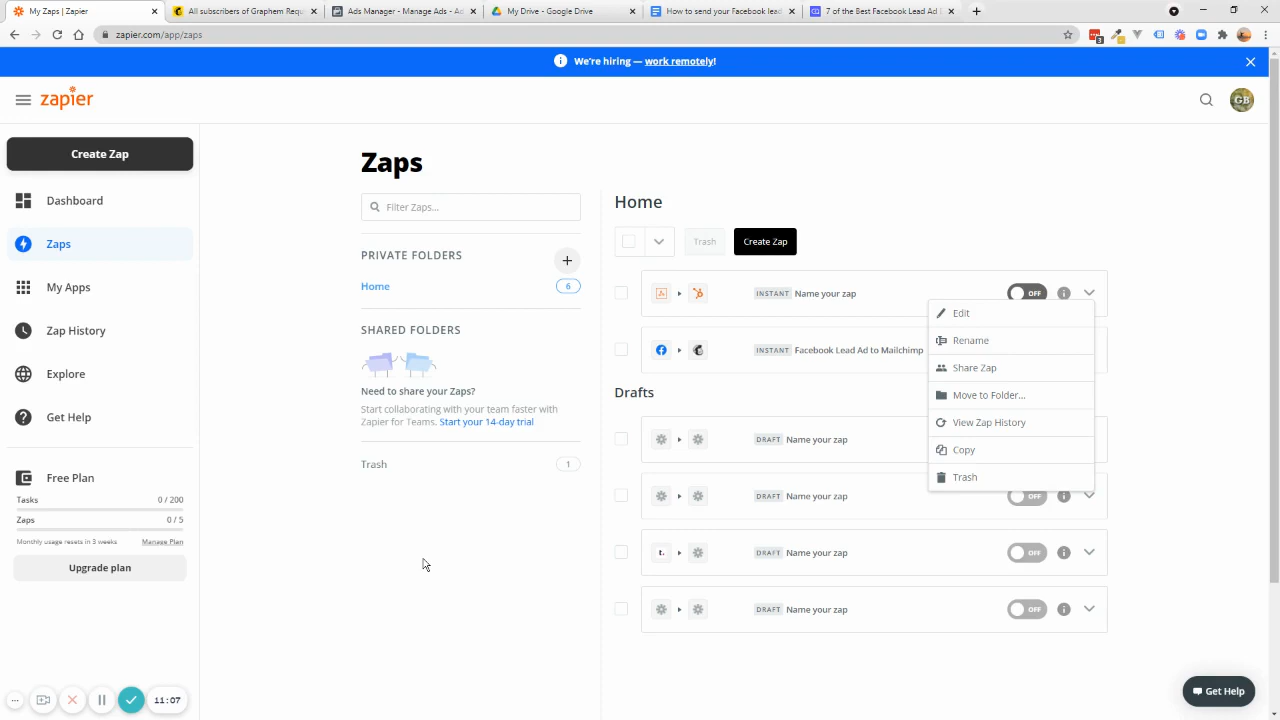 My Zaps | Zapier
All subscribers of Graphem Requ
Ads Manager - Manage Ads - Ad
My Drive - Google Drive
How to send your Facebook lead
7 of the Best Facebook Lead Ad E
zapier.com/app/zaps
3
We're hiring — work remotely!
zapier
GB
Create Zap
Dashboard
Zaps
My Apps
Zap History
Explore
Get Help
Free Plan
Tasks 0 / 200
Zaps 0 / 5
Monthly usage resets in 3 weeks Manage Plan
Upgrade plan
11:07
Zaps
Filter Zaps...
PRIVATE FOLDERS
Home 6
SHARED FOLDERS
Need to share your Zaps?
Start collaborating with your team faster with
Zapier for Teams. Start your 14-day trial
Trash 1
Home
Trash
Create Zap
INSTANT Name your zap OFF
INSTANT Facebook Lead Ad to Mailchimp
Edit
Rename
Share Zap
Move to Folder...
View Zap History
Copy
Trash
Drafts
DRAFT Name your zap
DRAFT Name your zap OFF
t. DRAFT Name your zap OFF
DRAFT Name your zap OFF
Get Help